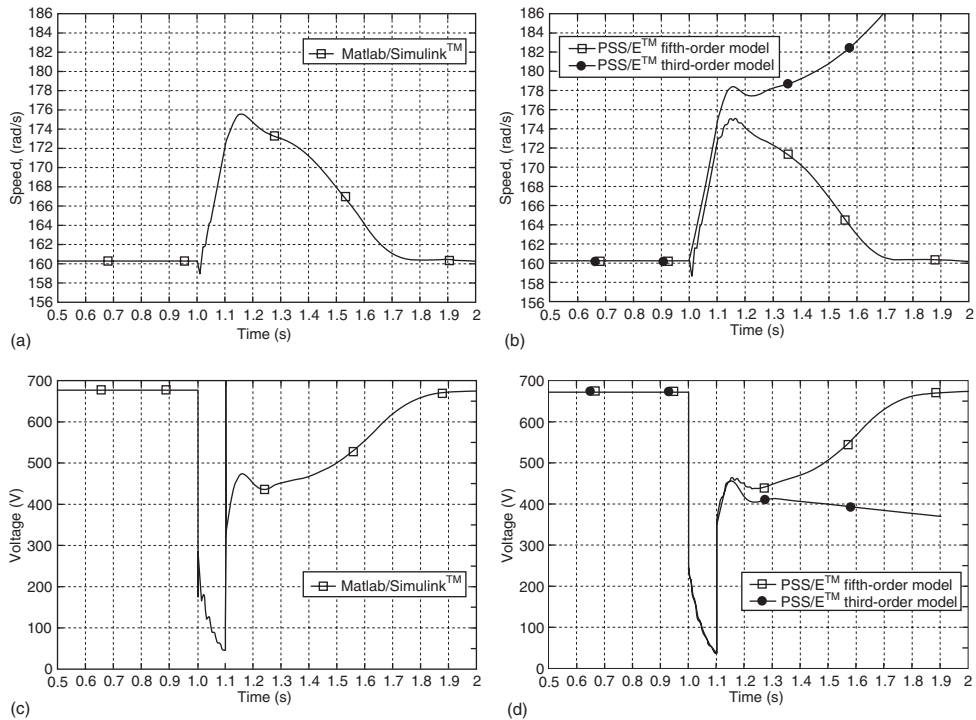 186
184
182
180
178
176
174
172
170
168
166
164
162
160
158
156
Speed, (rad/s)
Matlab/Simulink™
0.5 0.6 0.7 0.8 0.9 1.0 1.1 1.2 1.3 1.4 1.5 1.6 1.7 1.8 1.9 2
Time (s)
(a)
186
184
182
180
178
176
174
172
170
168
166
164
162
160
158
156
Speed, (rad/s)
PSS/E™ fifth-order model
PSS/E™ third-order model
0.5 0.6 0.7 0.8 0.9 1.0 1.1 1.2 1.3 1.4 1.5 1.6 1.7 1.8 1.9 2
Time (s)
(b)
700
600
500
400
300
200
100
0
Voltage (V)
Matlab/Simulink™
0.5 0.6 0.7 0.8 0.9 1.0 1.1 1.2 1.3 1.4 1.5 1.6 1.7 1.8 1.9 2
Time (s)
(c)
700
600
500
400
300
200
100
0
Voltage (V)
PSS/E™ fifth-order model
PSS/E™ third-order model
0.5 0.6 0.7 0.8 0.9 1.0 1.1 1.2 1.3 1.4 1.5 1.6 1.7 1.8 1.9 2
Time (s)
(d)